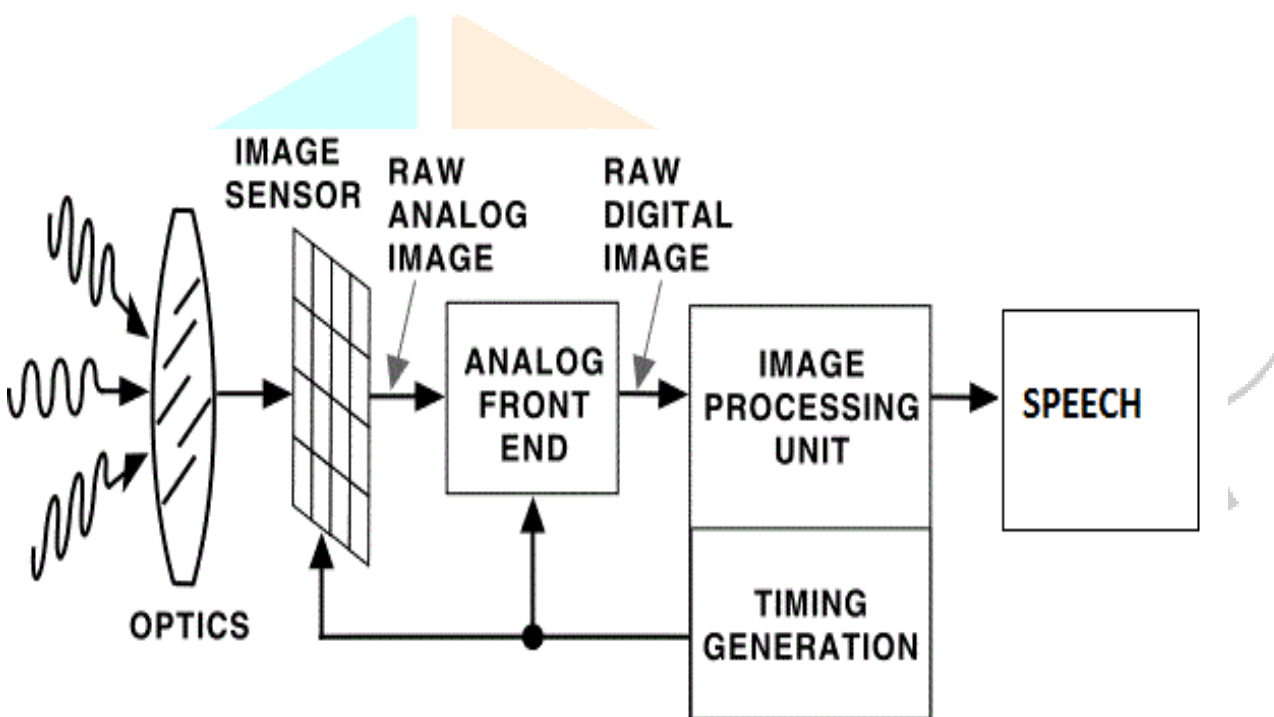 IMAGE
SENSOR
RAW
ANALOG
IMAGE
RAW
DIGITAL
IMAGE
ANALOG
FRONT
END
IMAGE
PROCESSING
UNIT
SPEECH
OPTICS
TIMING
GENERATION